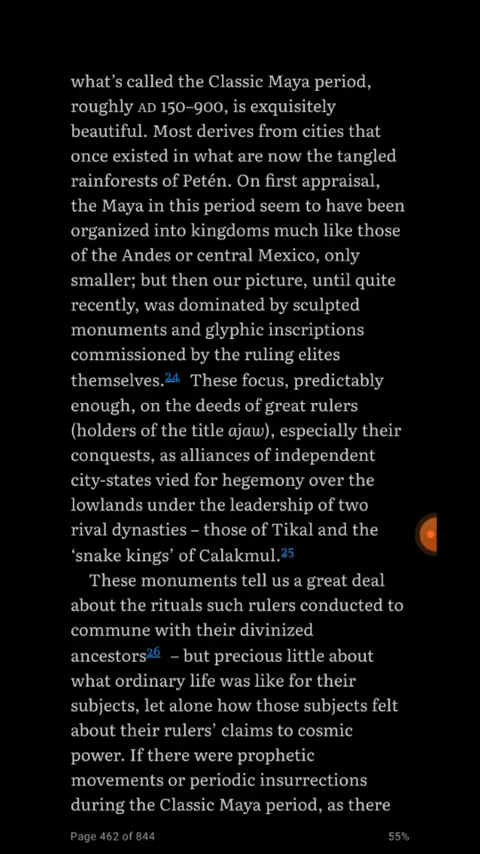 what's called the Classic Maya period,
roughly AD 150–900, is exquisitely
beautiful. Most derives from cities that
once existed in what are now the tangled
rainforests of Petén. On first appraisal,
the Maya in this period seem to have been
organized into kingdoms much like those
of the Andes or central Mexico, only
smaller; but then our picture, until quite
recently, was dominated by sculpted
monuments and glyphic inscriptions
commissioned by the ruling elites
themselves.24 These focus, predictably
enough, on the deeds of great rulers
(holders of the title ajaw), especially their
conquests, as alliances of independent
city-states vied for hegemony over the
lowlands under the leadership of two
rival dynasties – those of Tikal and the
‘snake kings’ of Calakmul.25
These monuments tell us a great deal
about the rituals such rulers conducted to
commune with their divinized
ancestors26 – but precious little about
what ordinary life was like for their
subjects, let alone how those subjects felt
about their rulers’ claims to cosmic
power. If there were prophetic
movements or periodic insurrections
during the Classic Maya period, as there
Page 462 of 844 55%